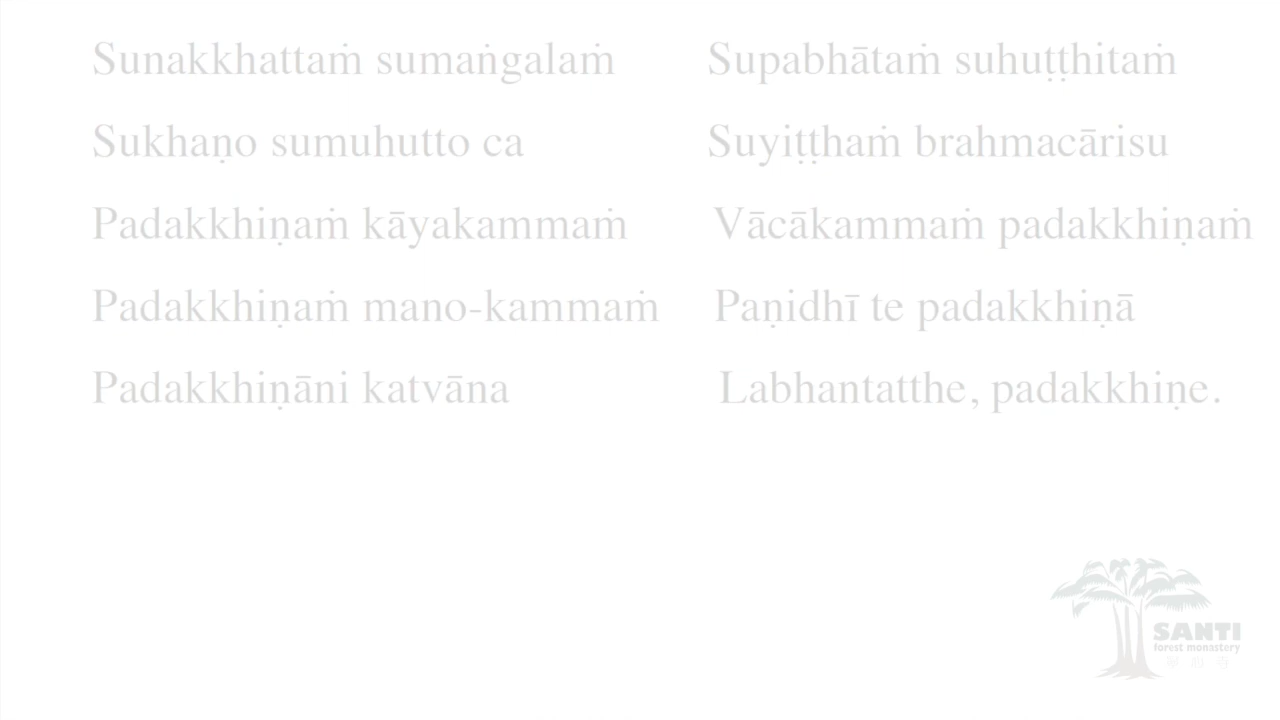 Sunakkhattaṁ sumaṅgalaṁ Supabhātaṁ suhuṭṭhitaṁ
Sukhaṇo sumuhutto ca Suyiṭṭhaṁ brahmacārisu
Padakkhiṇaṁ kāyakammaṁ Vācākammaṁ padakkhiṇaṁ
Padakkhiṇaṁ mano-kammaṁ Paṇidhī te padakkhiṇā
Padakkhiṇāni katvāna Labhantatthe, padakkhiṇe.
SANTI
forest monastery